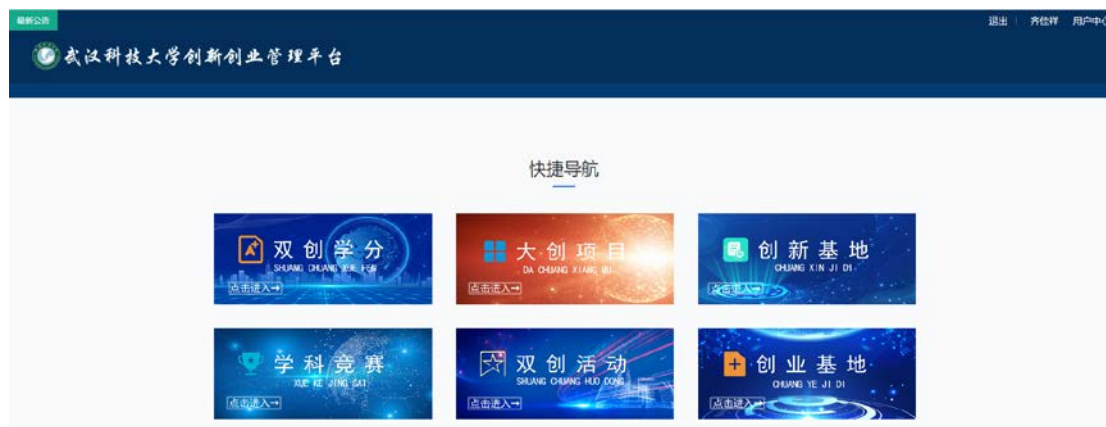 最新公告
退出 | 齐佳祥 用户中心
武汉科技大学创新创业管理平台
快捷导航
双创学分
SHUANG CHUANG XUE FEN
点击进入→
大创项目
DA CHUANG XIANG MU
点击进入→
创新基地
CHUANG XIN JI DI
点击进入→
学科竞赛
XUE KE JING SAI
点击进入→
双创活动
SHUANG CHUANG HUO DONG
点击进入→
创业基地
CHUANG YE JI DI
点击进入→